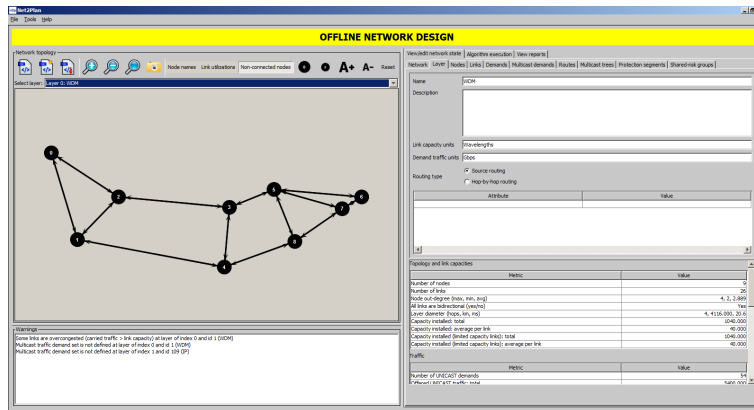 Net2Plan
File Tools Help
OFFLINE NETWORK DESIGN
Network topology
Node names Link utilizations Non-connected nodes A+ A- Reset
Select layer: Layer 0: WDM
0
2
1
3
4
5
6
7
8
Warnings
Some links are overcongested (carried traffic > link capacity) at layer of index 0 and id 1 (WDM)
Multicast traffic demand set is not defined at layer of index 0 and id 1 (WDM)
Multicast traffic demand set is not defined at layer of index 1 and id 109 (IP)
View/edit network state Algorithm execution View reports
Network Layer Nodes Links Demands Multicast demands Routes Multicast trees Protection segments Shared-risk groups
Name WDM
Description
Link capacity units Wavelengths
Demand traffic units Gbps
Routing type Source routing
Hop-by-hop routing
Attribute Value
Topology and link capacities
Metric Value
Number of nodes 9
Number of links 26
Node out-degree (max, min, avg) 4, 2, 2.889
All links are bidirectional (yes/no) Yes
Layer diameter (hops, km, ms) 4, 4116.000, 20.6
Capacity installed: total 1040.000
Capacity installed: average per link 40.000
Capacity installed (limited capacity links): total 1040.000
Capacity installed (limited capacity links): average per link 40.000
Traffic
Metric Value
Number of UNICAST demands 54
Offered UNICAST traffic: total 5400.000